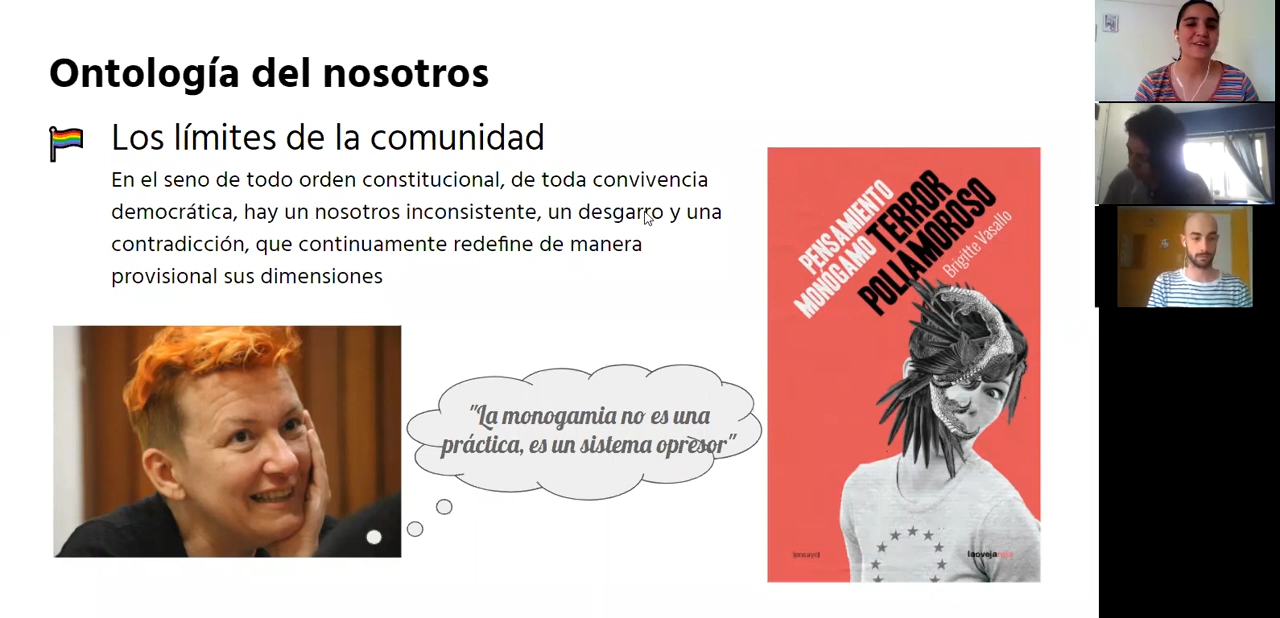 Ontología del nosotros
Los límites de la comunidad
En el seno de todo orden constitucional, de toda convivencia
democrática, hay un nosotros inconsistente, un desgarro y una
contradicción, que continuamente redefine de manera
provisional sus dimensiones
"La monogamia no es una
práctica, es un sistema opresor"
PENSAMIENTO
MONÓGAMO TERROR
POLIAMOROSO
Brigitte Vasallo
laovejaroja